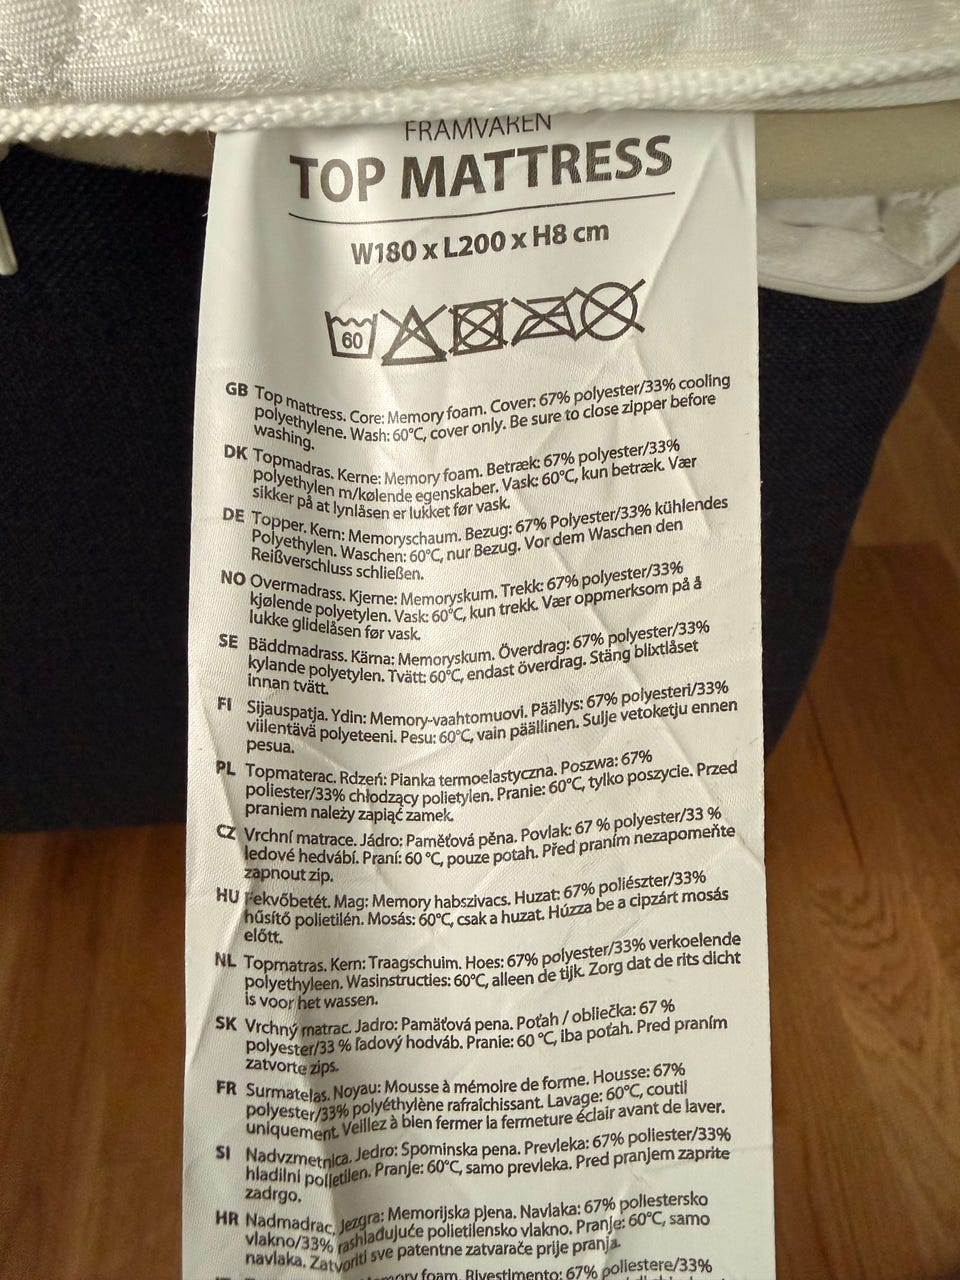 FRAMVAREN
TOP MATTRESS
W180 x L200 x H8 cm
60
GB Top mattress. Core: Memory foam. Cover: 67% polyester/33% cooling
polyethylene. Wash: 60°C, cover only. Be sure to close zipper before
washing.
DK Topmadras. Kerne: Memory foam. Betræk: 67% polyester/33%
polyethylen m/kølende egenskaber. Vask: 60°C, kun betræk. Vær
sikker på at lynlåsen er lukket før vask.
DE Topper. Kern: Memoryschaum. Bezug: 67% Polyester/33% kühlendes
Polyethylen. Waschen: 60°C, nur Bezug. Vor dem Waschen den
Reißverschluss schließen.
NO Overmadrass. Kjerne: Memoryskum. Trekk: 67% polyester/33%
kjølende polyetylen. Vask: 60°C, kun trekk. Vær oppmerksom på å
lukke glidelåsen før vask.
SE Bäddmadrass. Kärna: Memoryskum. Överdrag: 67% polyester/33%
kylande polyetylen. Tvätt: 60°C, endast överdrag. Stäng blixtlåset
innan tvätt.
FI Sijauspatja. Ydin: Memory-vaahtomuovi. Päällys: 67% polyesteri/33%
viilentävä polyeteeni. Pesu: 60°C, vain päällinen. Sulje vetoketju ennen
pesua.
PL Topmaterac. Rdzeń: Pianka termoelastyczna. Poszwa: 67%
poliester/33% chłodzący polietylen. Pranie: 60°C, tylko poszycie. Przed
praniem należy zapiąć zamek.
CZ Vrchní matrace. Jádro: Paměťová pěna. Povlak: 67 % polyester/33 %
ledové hedvábí. Praní: 60 °C, pouze potah. Před praním nezapomeňte
zapnout zip.
HU Fekvőbetét. Mag: Memory habszivacs. Huzat: 67% poliészter/33%
hűsítő polietilén. Mosás: 60°C, csak a huzat. Húzza be a cipzárt mosás
előtt.
NL Topmatras. Kern: Traagschuim. Hoes: 67% polyester/33% verkoelende
polyethyleen. Wasinstructies: 60°C, alleen de tijk. Zorg dat de rits dicht
is voor het wassen.
SK Vrchný matrac. Jadro: Pamäťová pena. Poťah / obliečka: 67 %
polyester/33 % ľadový hodváb. Pranie: 60 °C, iba poťah. Pred praním
zatvorte zips.
FR Surmatelas. Noyau: Mousse à mémoire de forme. Housse: 67%
polyester/33% polyéthylène rafraîchissant. Lavage: 60°C, coutil
uniquement. Veillez à bien fermer la fermeture éclair avant de laver.
SI Nadvzmetnica. Jedro: Spominska pena. Prevleka: 67% poliester/33%
hladilni polietilen. Pranje: 60°C, samo prevleka. Pred pranjem zaprite
zadrgo.
HR Nadmadrac. Jezgra: Memorijska pjena. Navlaka: 67% poliestersko
vlakno/33% rashlađujuće polietilensko vlakno. Pranje: 60°C, samo
navlaka. Zatvoriti sve patentne zatvarače prije pranja.
foam. Rivestimento: 67% poliestere/33%